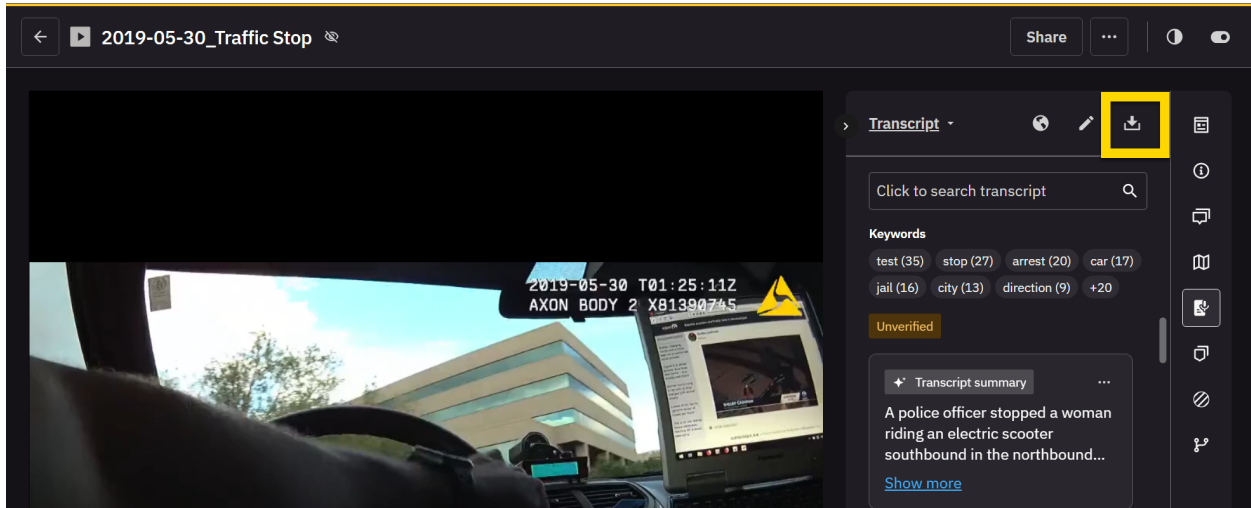 2019-05-30_Traffic Stop
Share
Transcript
Click to search transcript
Keywords
test (35) stop (27) arrest (20) car (17)
jail (16) city (13) direction (9) +20
Unverified
2019-05-30 T01:25:11Z
AXON BODY 2 X81390745
Transcript summary
A police officer stopped a woman
riding an electric scooter
southbound in the northbound...
Show more